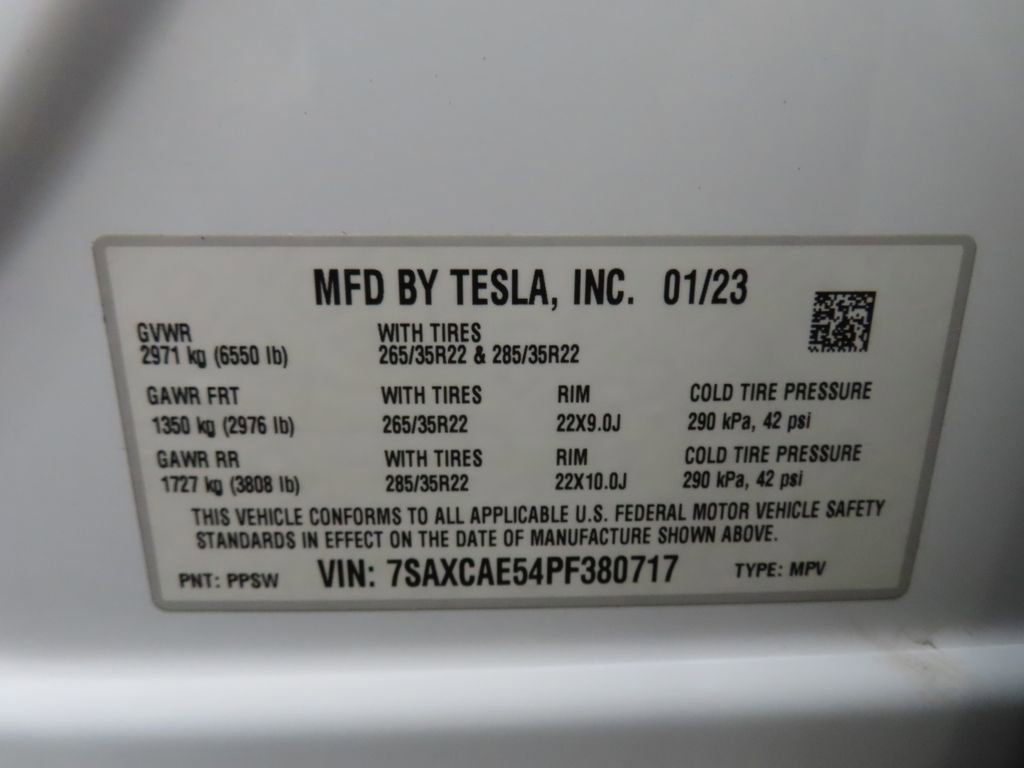 MFD BY TESLA, INC. 01/23
GVWR WITH TIRES
2971 kg (6550 lb) 265/35R22 & 285/35R22
GAWR FRT WITH TIRES RIM COLD TIRE PRESSURE
1350 kg (2976 lb) 265/35R22 22X9.0J 290 kPa, 42 psi
GAWR RR WITH TIRES RIM COLD TIRE PRESSURE
1727 kg (3808 lb) 285/35R22 22X10.0J 290 kPa, 42 psi
THIS VEHICLE CONFORMS TO ALL APPLICABLE U.S. FEDERAL MOTOR VEHICLE SAFETY
STANDARDS IN EFFECT ON THE DATE OF MANUFACTURE SHOWN ABOVE.
PNT: PPSW VIN: 7SAXCAE54PF380717 TYPE: MPV